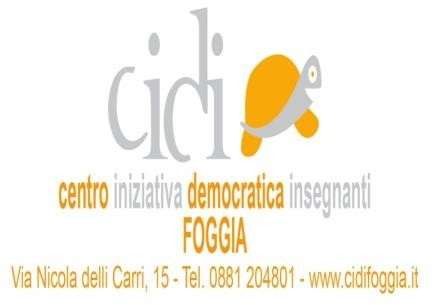 cidi
centro iniziativa democratica insegnanti
FOGGIA
Via Nicola delli Carri, 15 - Tel. 0881 204801 - www.cidifoggia.it